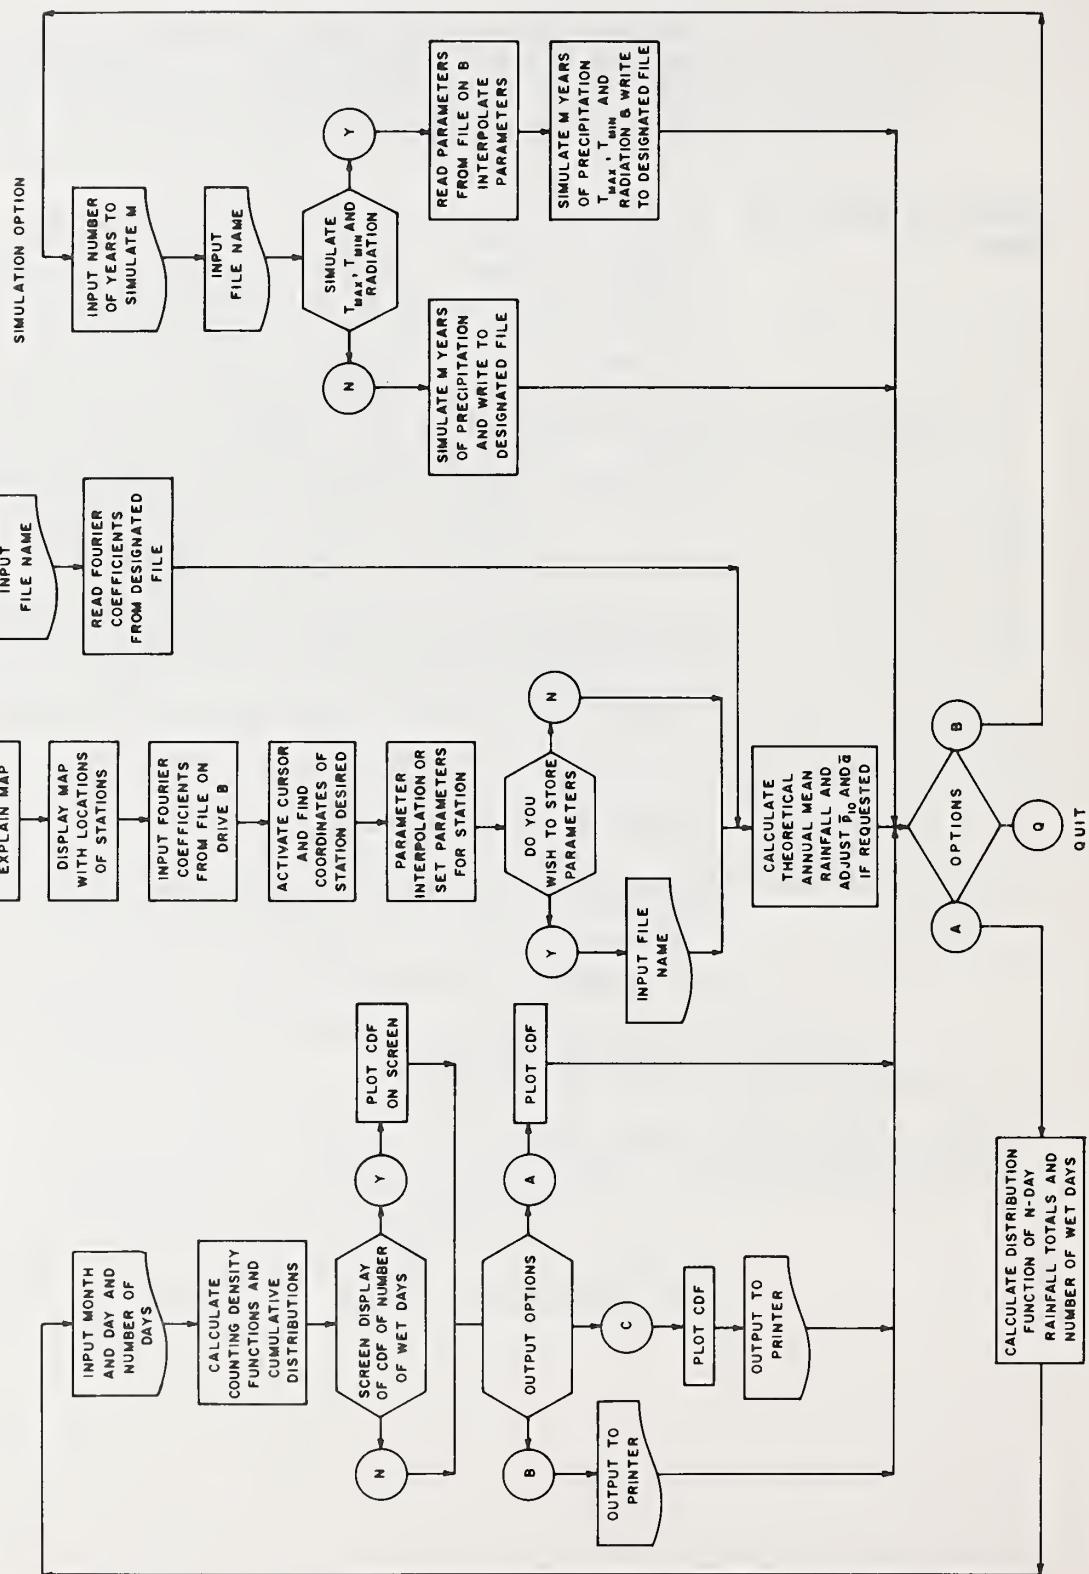 SIMULATION OPTION
INPUT MONTH
AND DAY AND
NUMBER OF
DAYS
CALCULATE
COUNTING DENSITY
FUNCTIONS AND
CUMULATIVE
DISTRIBUTIONS
SCREEN DISPLAY
OF CDF OF NUMBER
OF WET DAYS
N
Y
PLOT CDF
ON SCREEN
OUTPUT OPTIONS
B
A
PLOT CDF
C
PLOT CDF
OUTPUT TO
PRINTER
OUTPUT TO
PRINTER
EXPLAIN MAP
DISPLAY MAP
WITH LOCATIONS
OF STATIONS
INPUT FOURIER
COEFFICIENTS
FROM FILE ON
DRIVE B
ACTIVATE CURSOR
AND FIND
COORDINATES OF
STATION DESIRED
PARAMETER
INTERPOLATION OR
SET PARAMETERS
FOR STATION
DO YOU
WISH TO STORE
PARAMETERS
Y
N
INPUT FILE
NAME
CALCULATE
THEORETICAL
ANNUAL MEAN
RAINFALL AND
ADJUST P̄₁₀ AND ā
IF REQUESTED
INPUT
FILE NAME
READ FOURIER
COEFFICIENTS
FROM DESIGNATED
FILE
INPUT NUMBER
OF YEARS TO
SIMULATE M
INPUT
FILE NAME
SIMULATE
T MAX, T MIN AND
RADIATION
N
Y
SIMULATE M YEARS
OF PRECIPITATION
AND WRITE TO
DESIGNATED FILE
READ PARAMETERS
FROM FILE ON B
INTERPOLATE
PARAMETERS
SIMULATE M YEARS
OF PRECIPITATION
T MAX, T MIN AND
RADIATION & WRITE
TO DESIGNATED FILE
OPTIONS
A
B
Q
QUIT
CALCULATE DISTRIBUTION
FUNCTION OF N-DAY
RAINFALL TOTALS AND
NUMBER OF WET DAYS